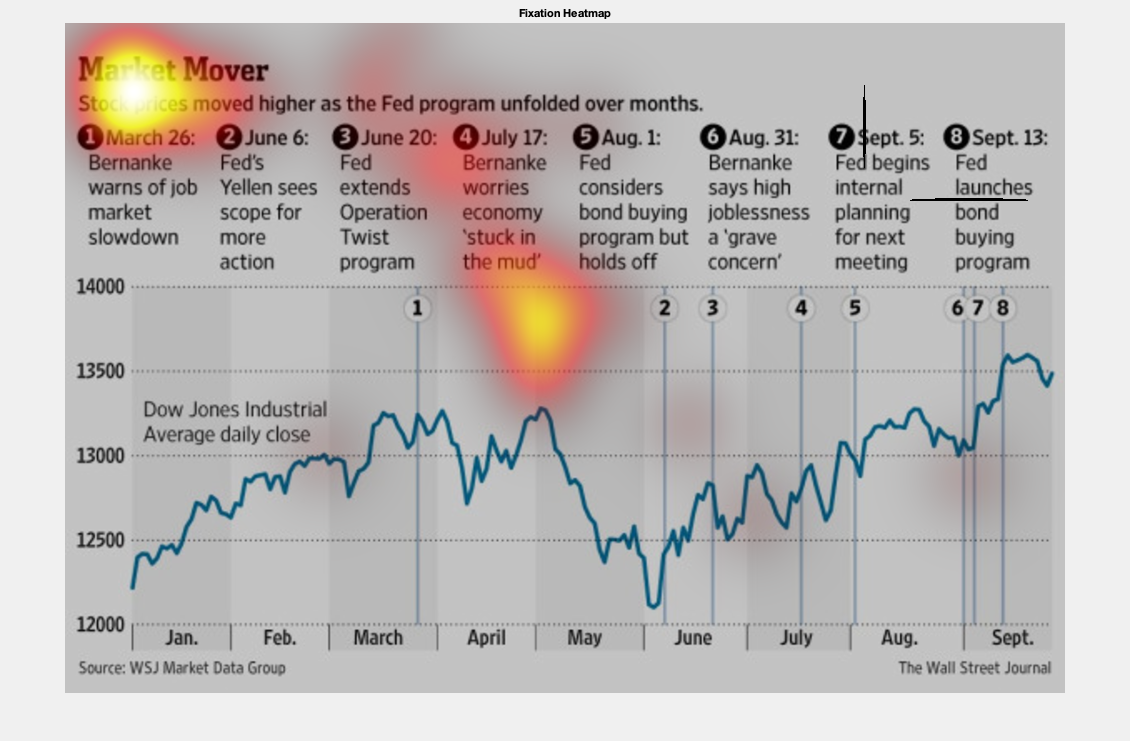 Fixation Heatmap
Market Mover
Stock prices moved higher as the Fed program unfolded over months.
1 March 26:
Bernanke
warns of job
market
slowdown
2 June 6:
Fed's
Yellen sees
scope for
more
action
3 June 20:
Fed
extends
Operation
Twist
program
4 July 17:
Bernanke
worries
economy
'stuck in
the mud'
5 Aug. 1:
Fed
considers
bond buying
program but
holds off
6 Aug. 31:
Bernanke
says high
joblessness
a 'grave
concern'
7 Sept. 5:
Fed begins
internal
planning
for next
meeting
8 Sept. 13:
Fed
launches
bond
buying
program
14000
1 2 3 4 5 6 7 8
13500
Dow Jones Industrial
Average daily close
13000
12500
12000
Jan. Feb. March April May June July Aug. Sept.
Source: WSJ Market Data Group
The Wall Street Journal